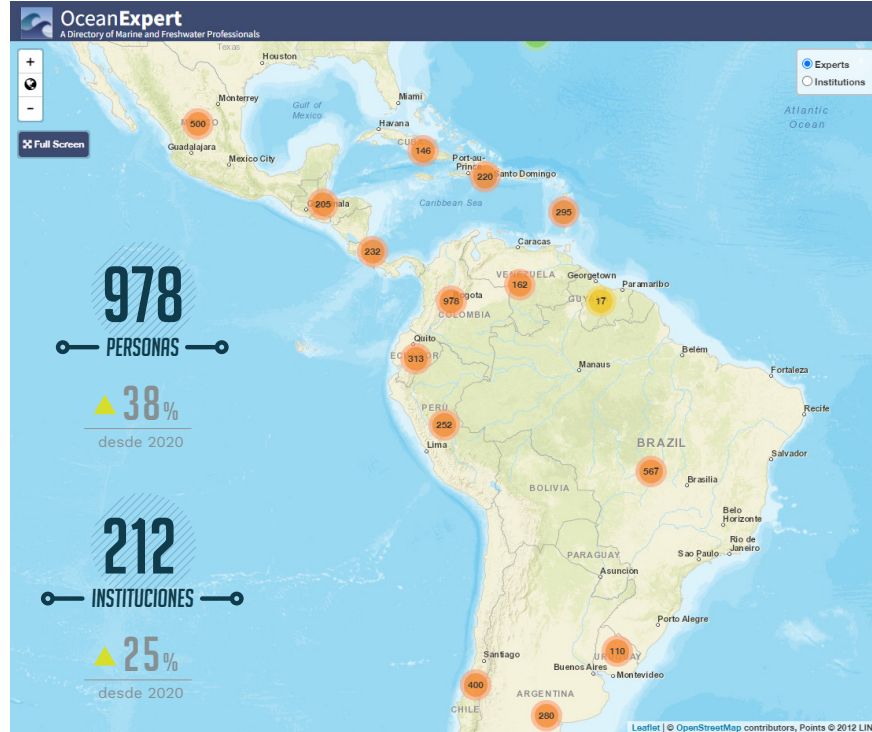 OceanExpert
A Directory of Marine and Freshwater Professionals
+
−
Full Screen
Experts
Institutions
Texas
Houston
Monterrey
Gulf of
Mexico
Miami
Atlantic
Ocean
500
Havana
Guadalajara
Mexico City
146
Port-au-
Prince
220
Santo Domingo
205
Caribbean Sea
295
232
Caracas
VENEZUELA
162
Georgetown
Paramaribo
978
Bogota
17
COLOMBIA
978
PERSONAS
38%
desde 2020
Quito
313
Belém
Manaus
Fortaleza
PERÚ
252
Recife
Lima
BRAZIL
567
Salvador
Brasilia
BOLIVIA
Belo
Horizonte
212
INSTITUCIONES
25%
desde 2020
Rio de
Janeiro
Sao Paulo
PARAGUAY
Asunción
Porto Alegre
110
Santiago
Buenos Aires
Montevideo
400
ARGENTINA
CHILE
280
Leaflet | © OpenStreetMap contributors, Points © 2012 LIN